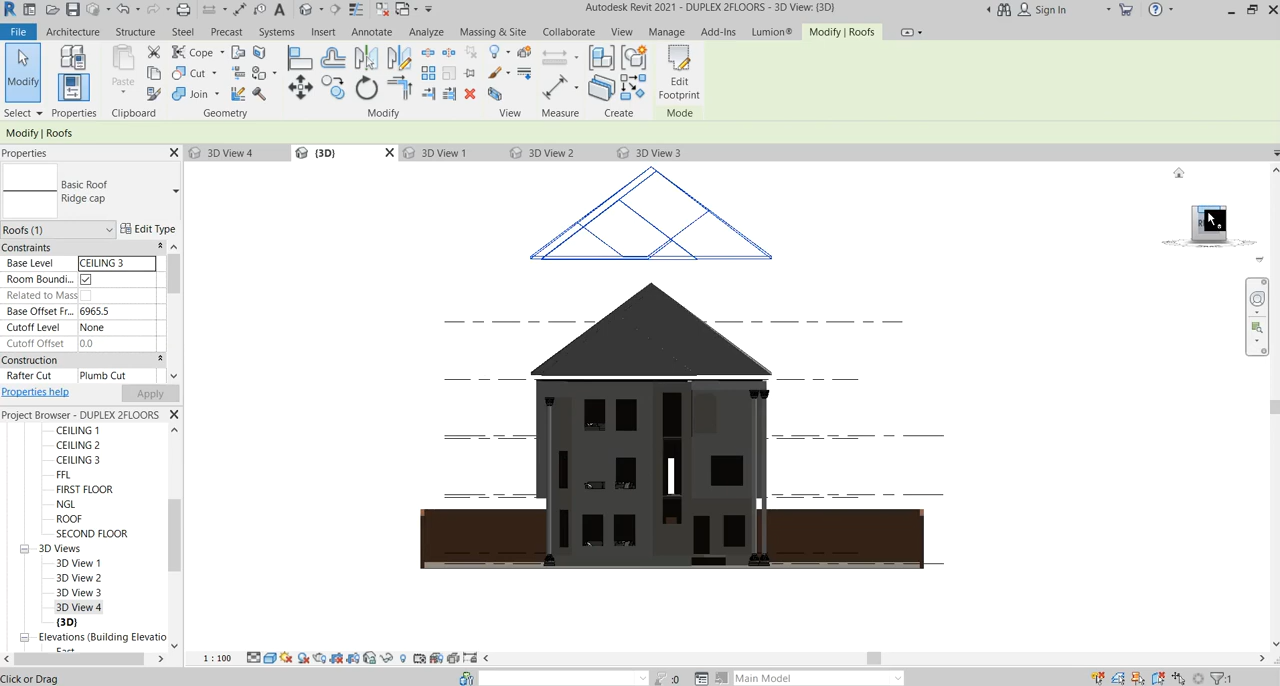 Autodesk Revit 2021 - DUPLEX 2FLOORS - 3D View: {3D}
Sign In
File Architecture Structure Steel Precast Systems Insert Annotate Analyze Massing & Site Collaborate View Manage Add-Ins Lumion® Modify | Roofs
Modify
Paste
Cope
Cut
Join
Edit
Footprint
Select Properties Clipboard Geometry Modify View Measure Create Mode
Modify | Roofs
Properties
3D View 4
{3D}
3D View 1
3D View 2
3D View 3
Basic Roof
Ridge cap
Roofs (1)
Edit Type
Constraints
Base Level CEILING 3
Room Boundi...
Related to Mass
Base Offset Fr... 6965.5
Cutoff Level None
Cutoff Offset 0.0
Construction
Rafter Cut Plumb Cut
Properties help
Apply
Project Browser - DUPLEX 2FLOORS
CEILING 1
CEILING 2
CEILING 3
FFL
FIRST FLOOR
NGL
ROOF
SECOND FLOOR
3D Views
3D View 1
3D View 2
3D View 3
3D View 4
{3D}
Elevations (Building Elevatio
East
1 : 100
Click or Drag
:0
Main Model
:1